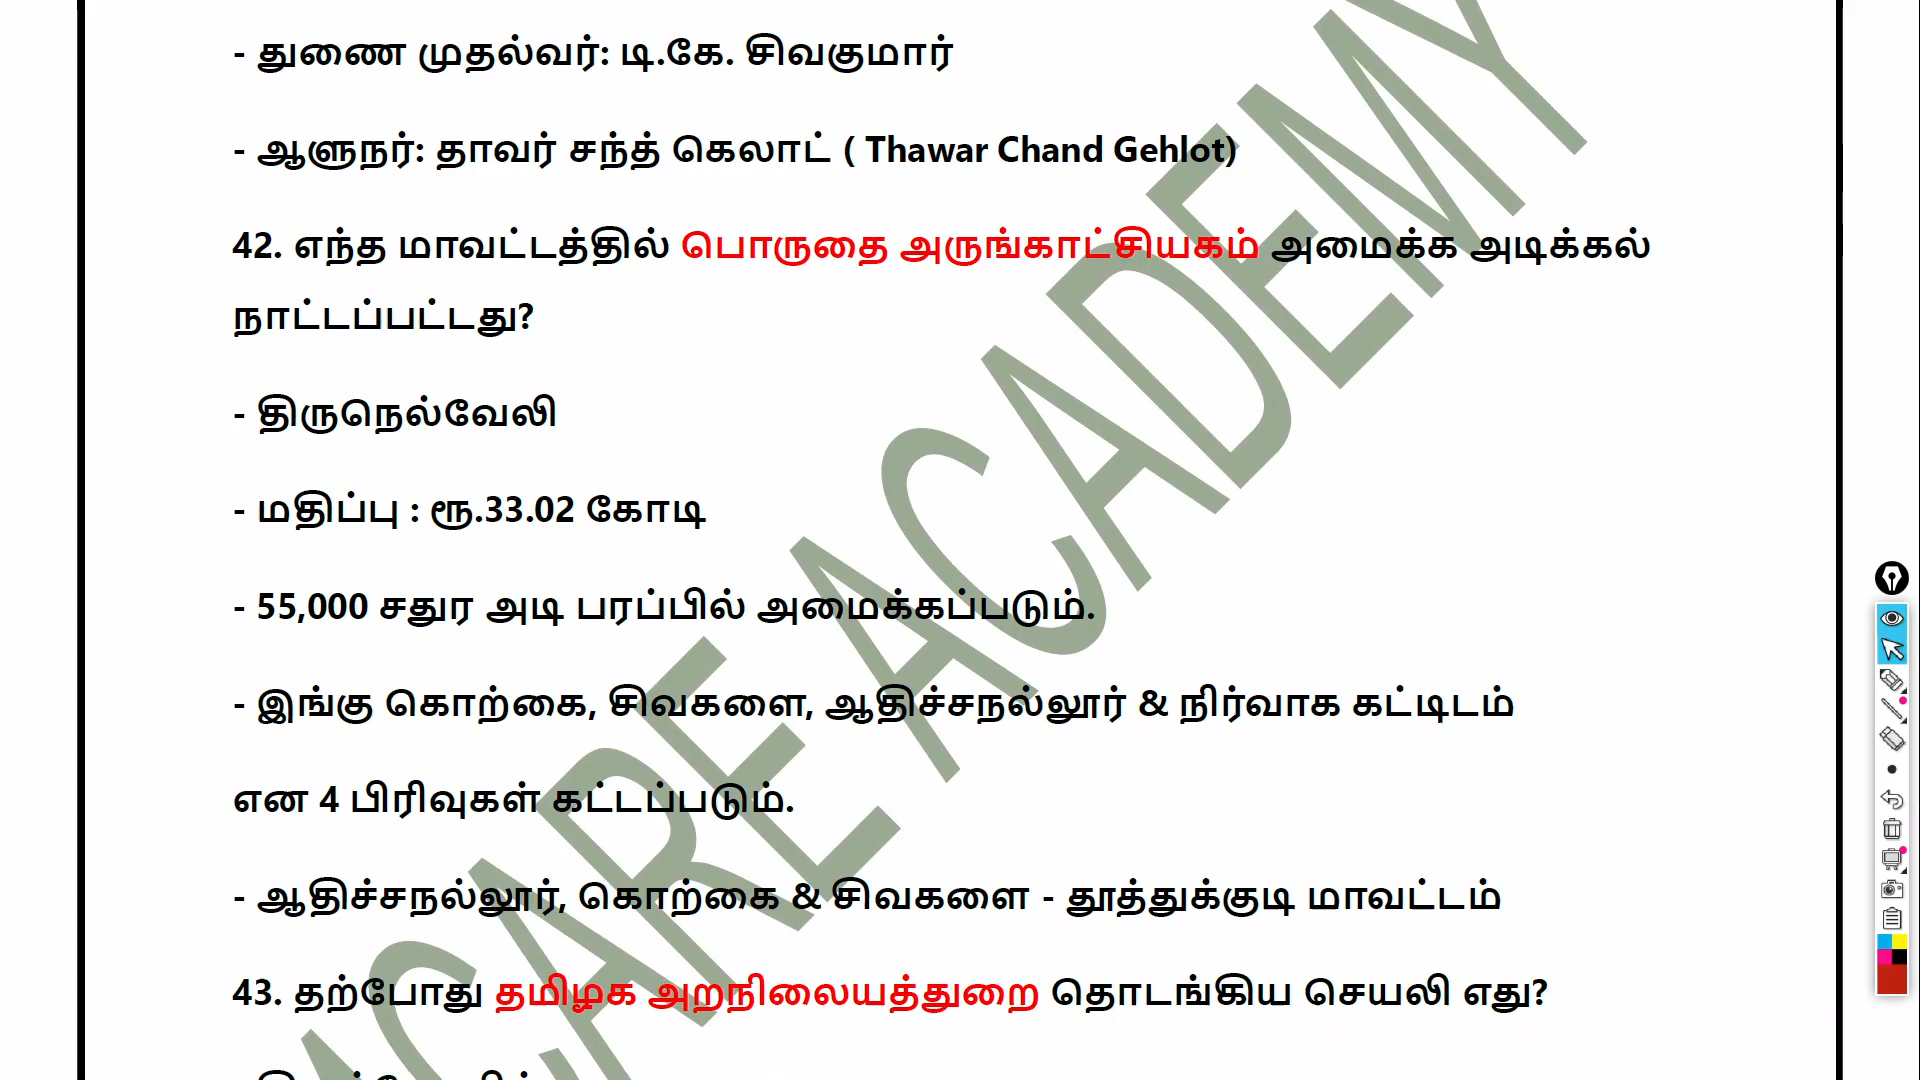 - துணை முதல்வர்: டி.கே. சிவகுமார்
- ஆளுநர்: தாவர் சந்த் கெலாட் ( Thawar Chand Gehlot)
42. எந்த மாவட்டத்தில் பொருதை அருங்காட்சியகம் அமைக்க அடிக்கல்
நாட்டப்பட்டது?
- திருநெல்வேலி
- மதிப்பு : ரூ.33.02 கோடி
- 55,000 சதுர அடி பரப்பில் அமைக்கப்படும்.
- இங்கு கொற்கை, சிவகளை, ஆதிச்சநல்லூர் & நிர்வாக கட்டிடம்
என 4 பிரிவுகள் கட்டப்படும்.
- ஆதிச்சநல்லூர், கொற்கை & சிவகளை - தூத்துக்குடி மாவட்டம்
43. தற்போது தமிழக அறநிலையத்துறை தொடங்கிய செயலி எது?
ACADEMY